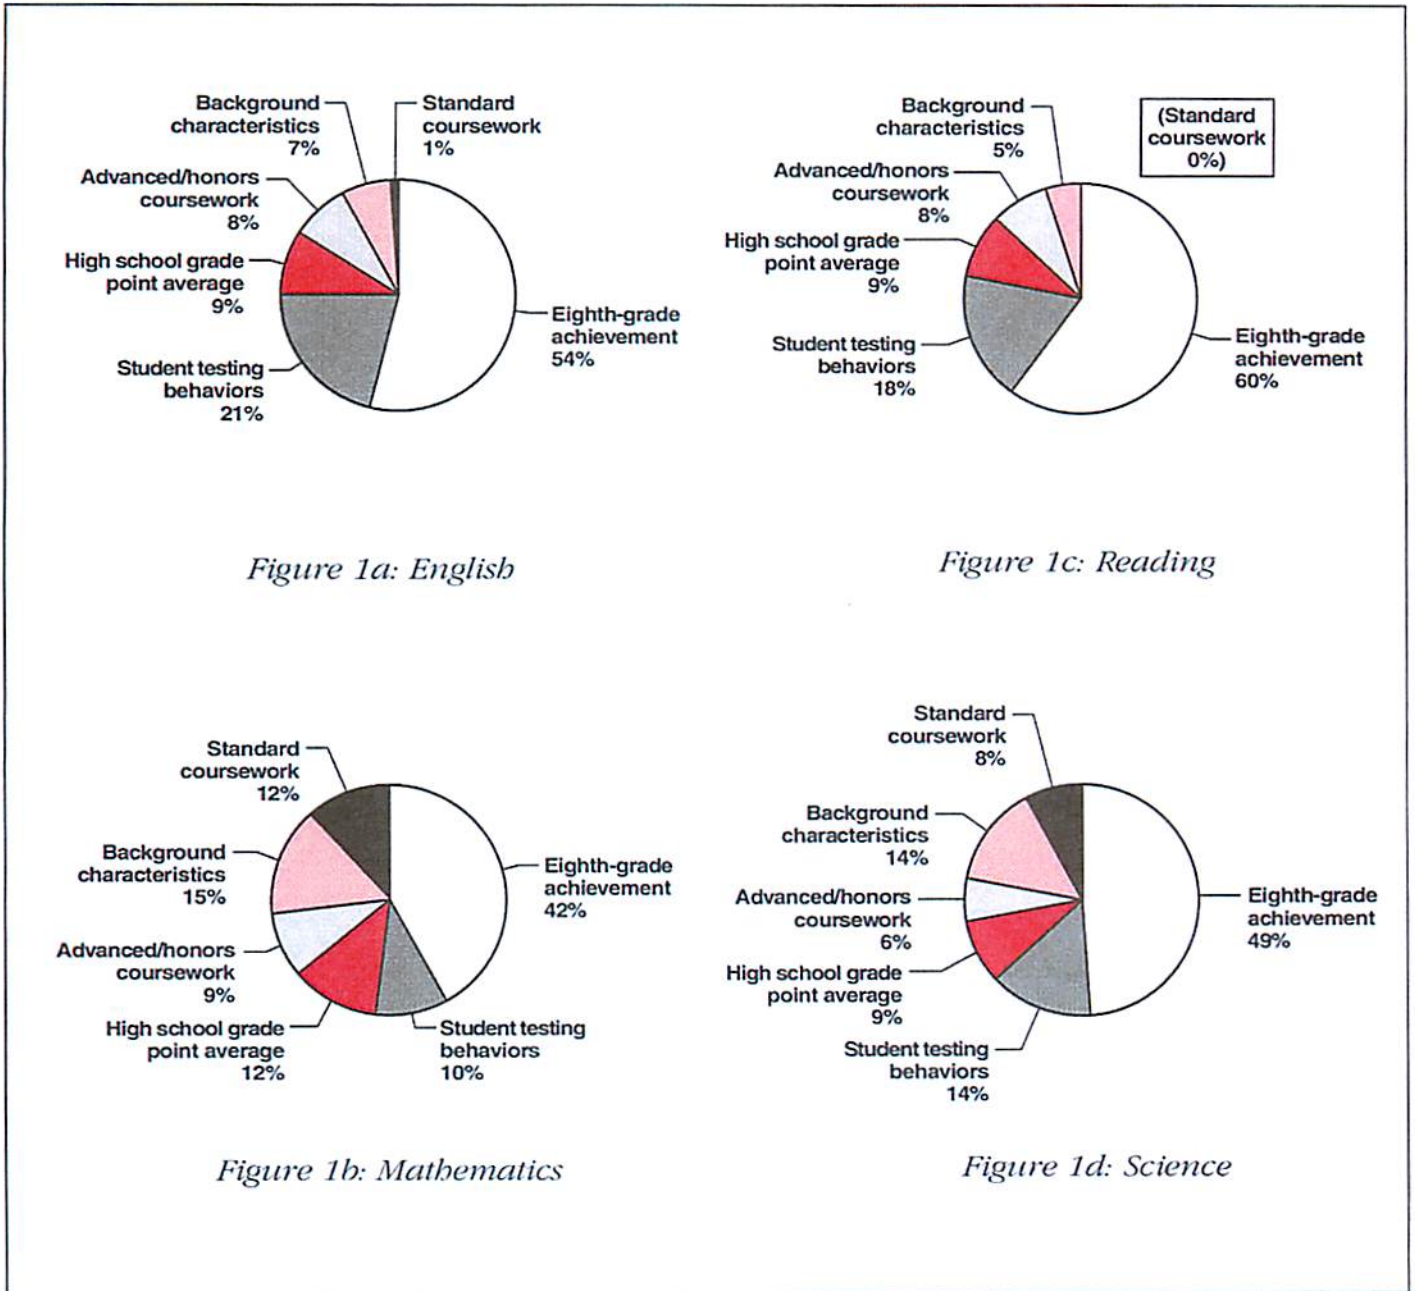 Background
characteristics
7%
Standard
coursework
1%
Advanced/honors
coursework
8%
High school grade
point average
9%
Student testing
behaviors
21%
Eighth-grade
achievement
54%
Figure 1a: English
Background
characteristics
5%
(Standard
coursework
0%)
Advanced/honors
coursework
8%
High school grade
point average
9%
Student testing
behaviors
18%
Eighth-grade
achievement
60%
Figure 1c: Reading
Standard
coursework
12%
Background
characteristics
15%
Advanced/honors
coursework
9%
High school grade
point average
12%
Student testing
behaviors
10%
Eighth-grade
achievement
42%
Figure 1b: Mathematics
Standard
coursework
8%
Background
characteristics
14%
Advanced/honors
coursework
6%
High school grade
point average
9%
Student testing
behaviors
14%
Eighth-grade
achievement
49%
Figure 1d: Science